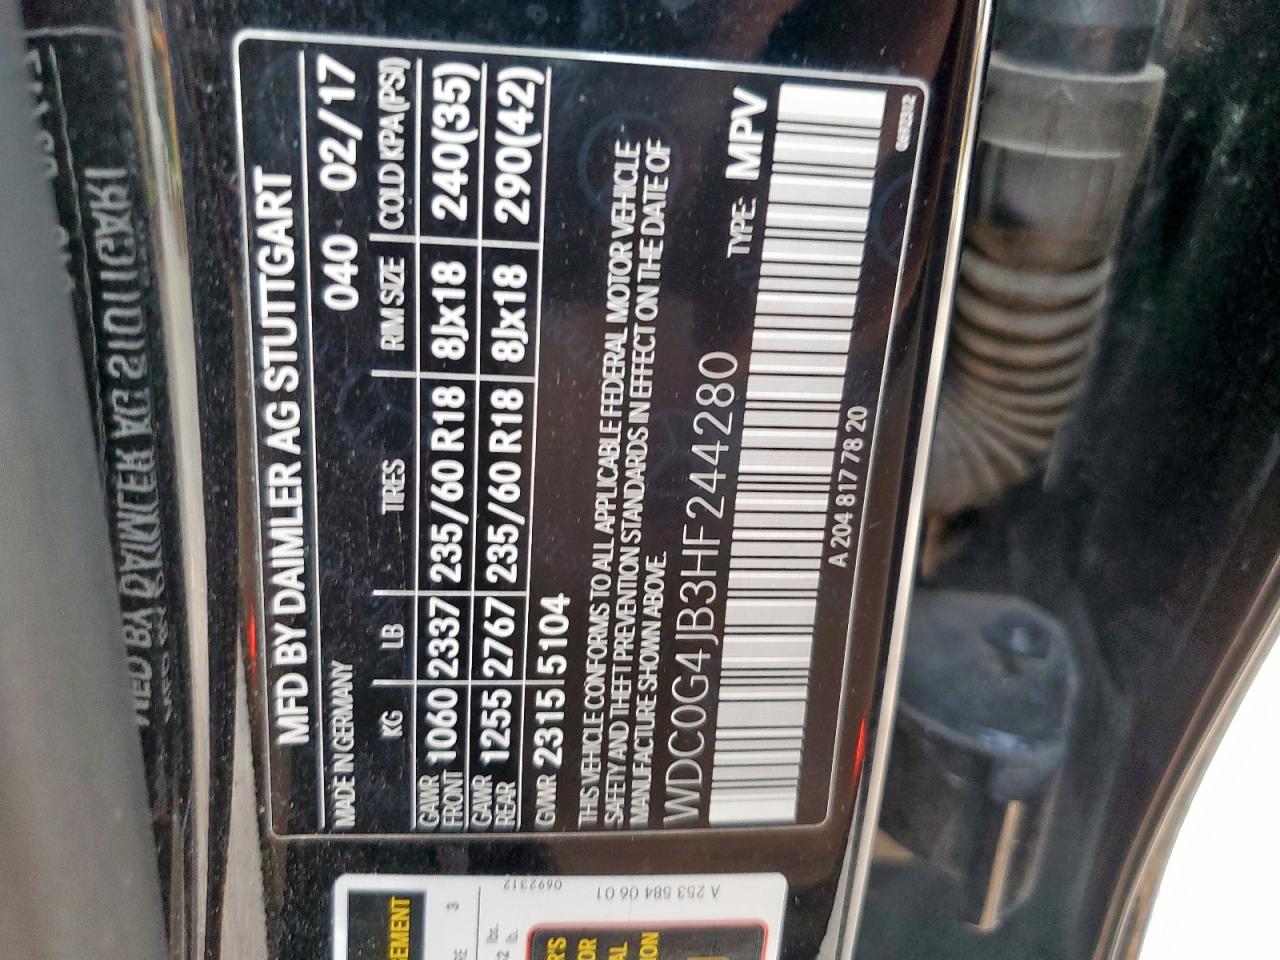 MFD BY DAIMLER AG STUTTGART
MADE IN GERMANY 040 02/17
KG LB TIRES RIM SIZE COLD KPA(PSI)
GAWR FRONT 1060 2337 235/60 R18 8Jx18 240(35)
GAWR REAR 1255 2767 235/60 R18 8Jx18 290(42)
GVWR 2315 5104
THIS VEHICLE CONFORMS TO ALL APPLICABLE FEDERAL MOTOR VEHICLE
SAFETY AND THEFT PREVENTION STANDARDS IN EFFECT ON THE DATE OF
MANUFACTURE SHOWN ABOVE.
WDC0G4JB3HF244280 TYPE: MPV
A 204 817 78 20
A 253 584 06 01
0692312
3
lbs.
lb.